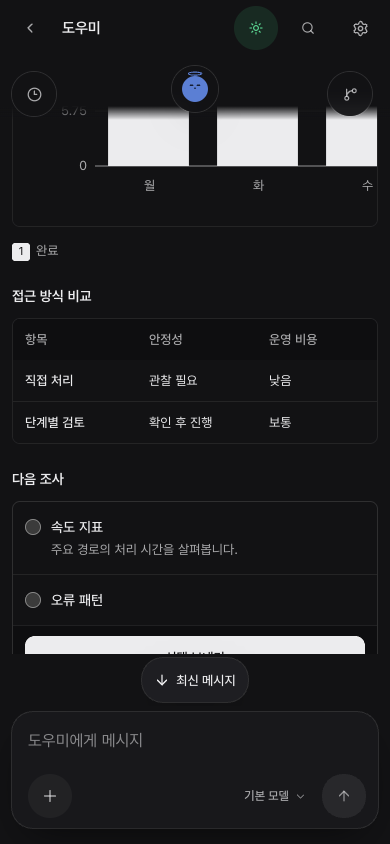 도우미
5.75
0
월
화
수
1 완료
접근 방식 비교
항목 안정성 운영 비용
직접 처리 관찰 필요 낮음
단계별 검토 확인 후 진행 보통
다음 조사
속도 지표
주요 경로의 처리 시간을 살펴봅니다.
오류 패턴
최신 메시지
도우미에게 메시지
기본 모델